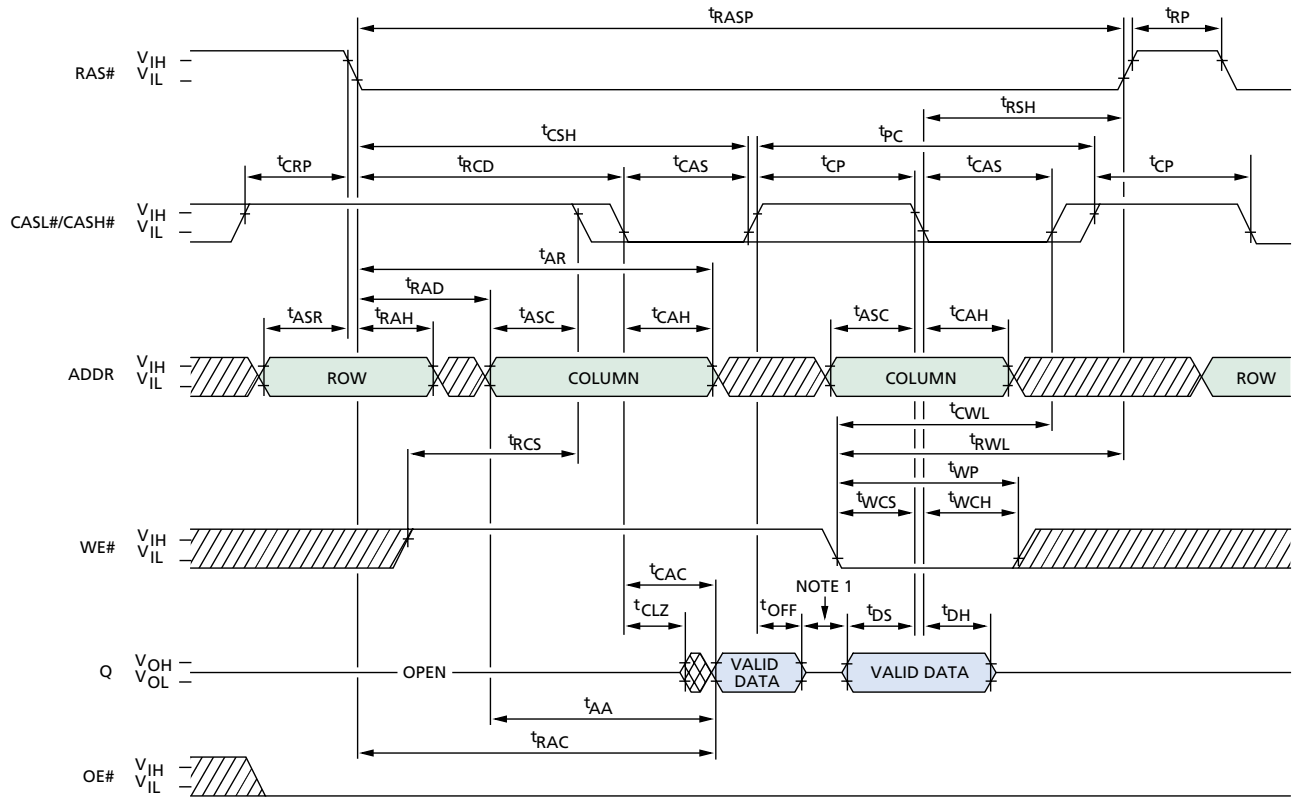 tRASP
tRP
RAS#
VIH
VIL
tRSH
tCSH
tPC
tCRP
tRCD
tCAS
tCP
tCAS
tCP
CASL#/CASH#
VIH
VIL
tAR
tRAD
tASR
tRAH
tASC
tCAH
tASC
tCAH
ADDR
VIH
VIL
ROW
COLUMN
COLUMN
ROW
tCWL
tRCS
tRWL
tWP
tWCS
tWCH
WE#
VIH
VIL
tCAC
NOTE 1
tCLZ
tOFF
tDS
tDH
Q
VOH
VOL
OPEN
VALID
DATA
VALID DATA
tAA
tRAC
OE#
VIH
VIL